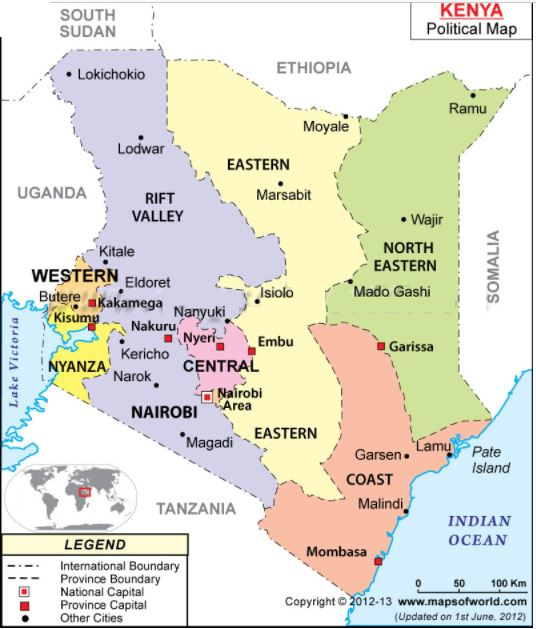 KENYA
Political Map
SOUTH
SUDAN
ETHIOPIA
Lokichokio
Ramu
Moyale
Lodwar
EASTERN
Marsabit
UGANDA
RIFT
VALLEY
Wajir
NORTH
EASTERN
SOMALIA
Kitale
WESTERN
Eldoret
Mado Gashi
Isiolo
Butere
Kakamega
Kisumu
Nanyuki
Nakuru
Nyeri
Embu
Garissa
Lake Victoria
Kericho
NYANZA
CENTRAL
Narok
Nairobi
Area
NAIROBI
EASTERN
Magadi
Lamu
Garsen
Pate
Island
COAST
Malindi
TANZANIA
INDIAN
OCEAN
Mombasa
LEGEND
International Boundary
Province Boundary
National Capital
Province Capital
Other Cities
0 50 100 Km
Copyright © 2012-13 www.mapsofworld.com
(Updated on 1st June, 2012)